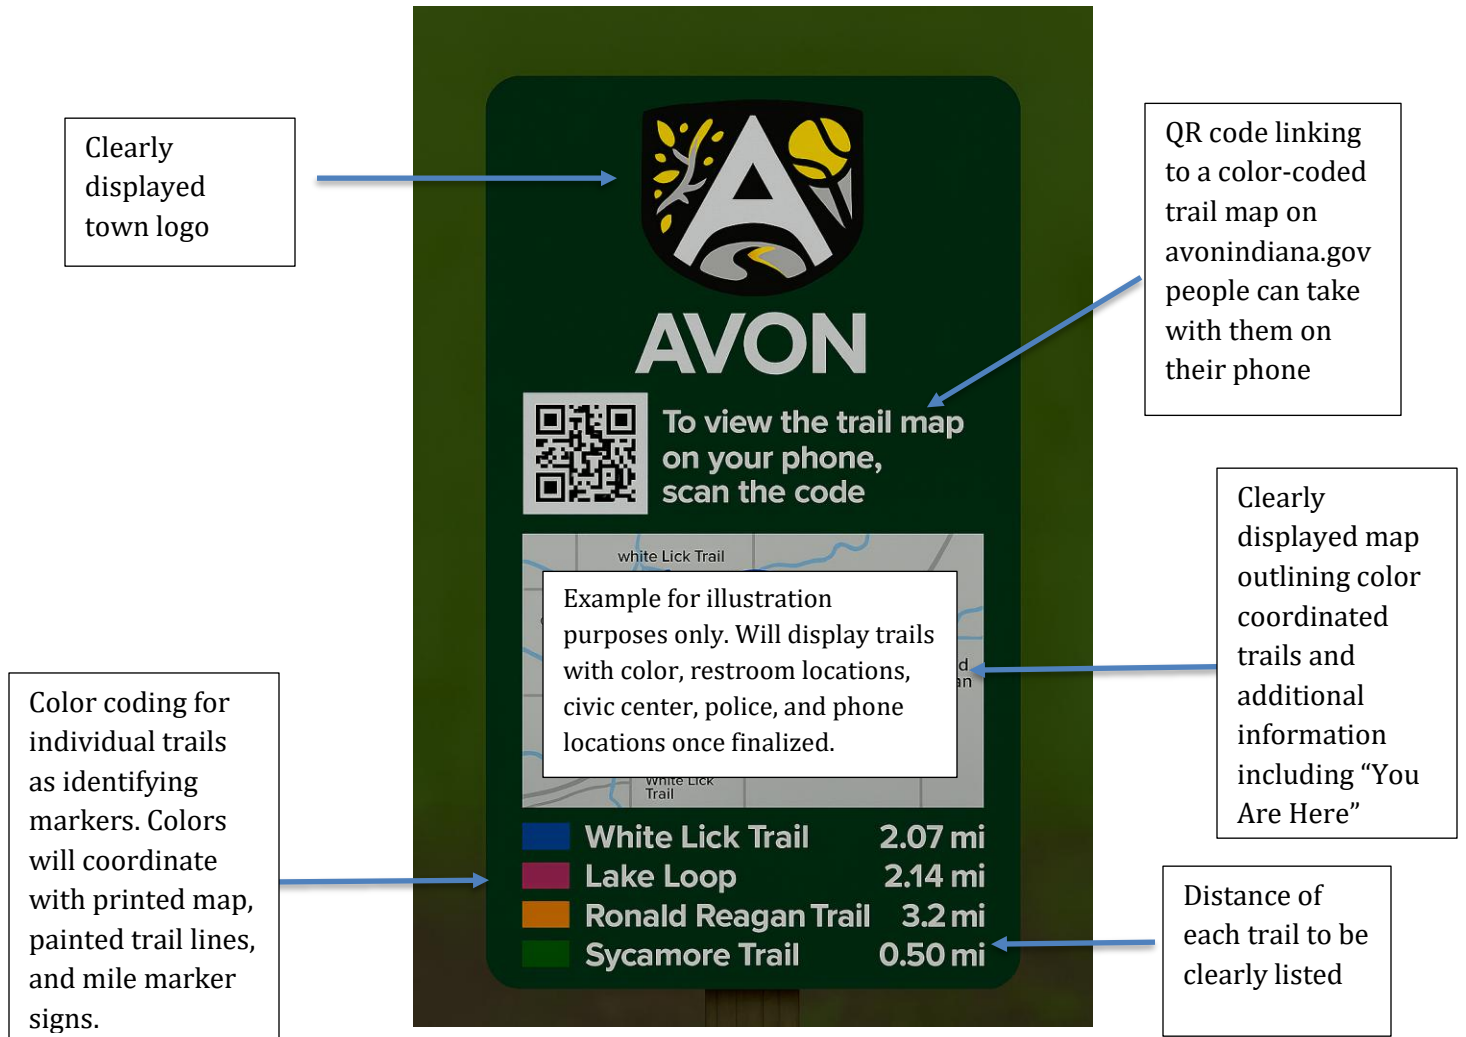 Clearly
displayed
town logo
A
AVON
QR code linking
to a color-coded
trail map on
avonindiana.gov
people can take
with them on
their phone
To view the trail map
on your phone,
scan the code
Clearly
displayed map
outlining color
coordinated
trails and
additional
information
including “You
Are Here”
white Lick Trail
Example for illustration
purposes only. Will display trails
with color, restroom locations,
civic center, police, and phone
locations once finalized.
White Lick
Trail
Color coding for
individual trails
as identifying
markers. Colors
will coordinate
with printed map,
painted trail lines,
and mile marker
signs.
White Lick Trail 2.07 mi
Lake Loop 2.14 mi
Ronald Reagan Trail 3.2 mi
Sycamore Trail 0.50 mi
Distance of
each trail to be
clearly listed